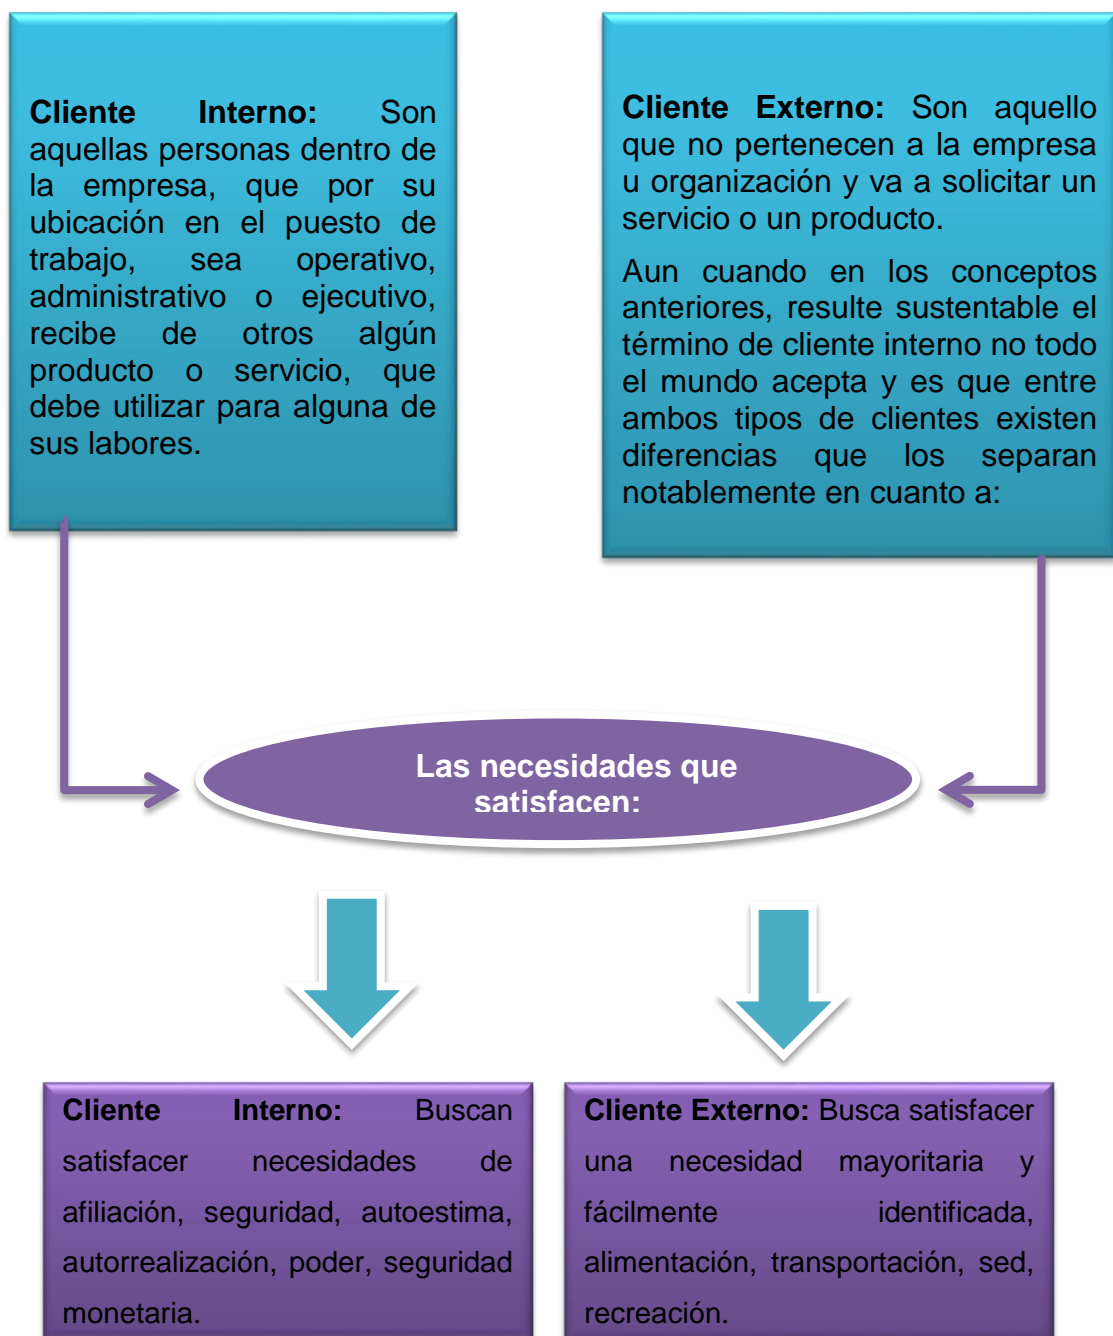 Cliente Interno: Son
aquellas personas dentro de
la empresa, que por su
ubicación en el puesto de
trabajo, sea operativo,
administrativo o ejecutivo,
recibe de otros algún
producto o servicio, que
debe utilizar para alguna de
sus labores.
Cliente Externo: Son aquello
que no pertenecen a la empresa
u organización y va a solicitar un
servicio o un producto.
Aun cuando en los conceptos
anteriores, resulte sustentable el
término de cliente interno no todo
el mundo acepta y es que entre
ambos tipos de clientes existen
diferencias que los separan
notablemente en cuanto a:
Las necesidades que
satisfacen:
Cliente Interno: Buscan
satisfacer necesidades de
afiliación, seguridad, autoestima,
autorrealización, poder, seguridad
monetaria.
Cliente Externo: Busca satisfacer
una necesidad mayoritaria y
fácilmente identificada,
alimentación, transportación, sed,
recreación.